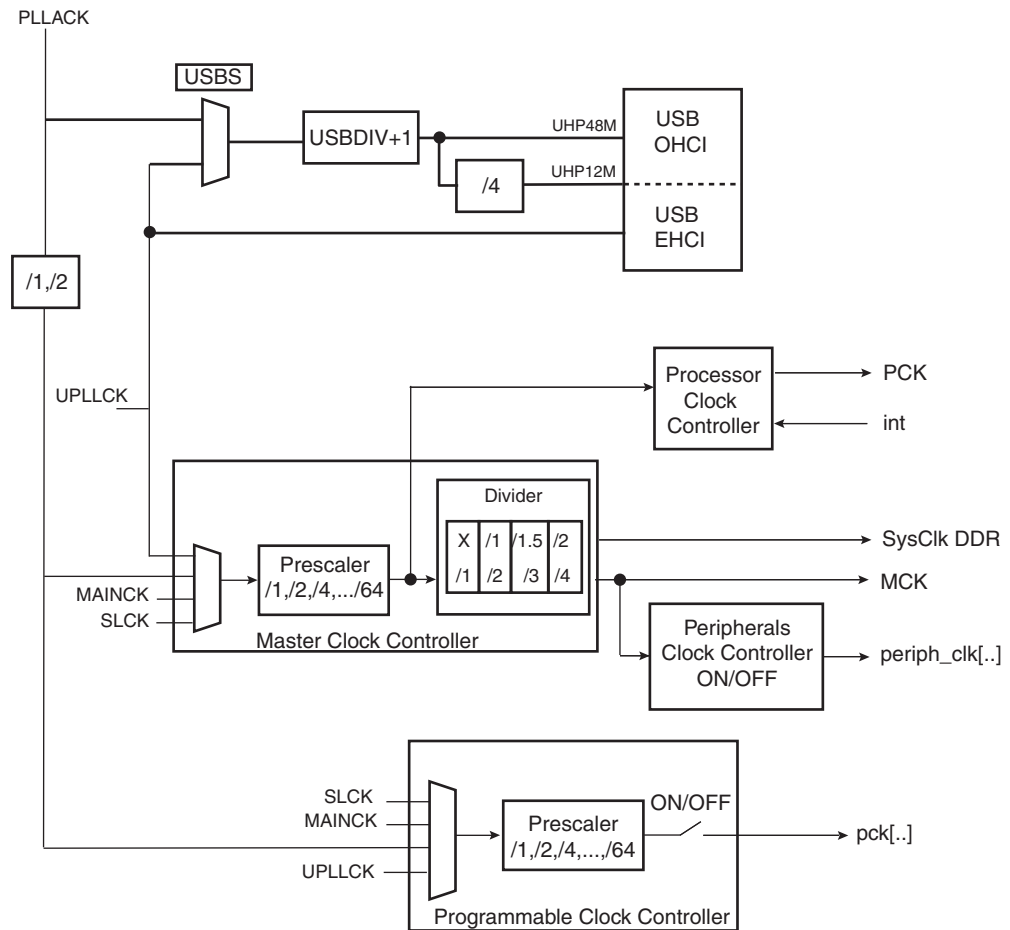 PLLACK
USBS
USBDIV+1
UHP48M
USB
OHCI
/4
UHP12M
USB
EHCI
/1,/2
UPLLCK
Processor
Clock
Controller
PCK
int
Divider
X /1 /1.5 /2
/1 /2 /3 /4
SysClk DDR
MCK
Prescaler
/1,/2,/4,.../64
MAINCK
SLCK
Master Clock Controller
Peripherals
Clock Controller
ON/OFF
periph_clk[..]
SLCK
MAINCK
UPLLCK
Prescaler
/1,/2,/4,...,/64
ON/OFF
pck[..]
Programmable Clock Controller